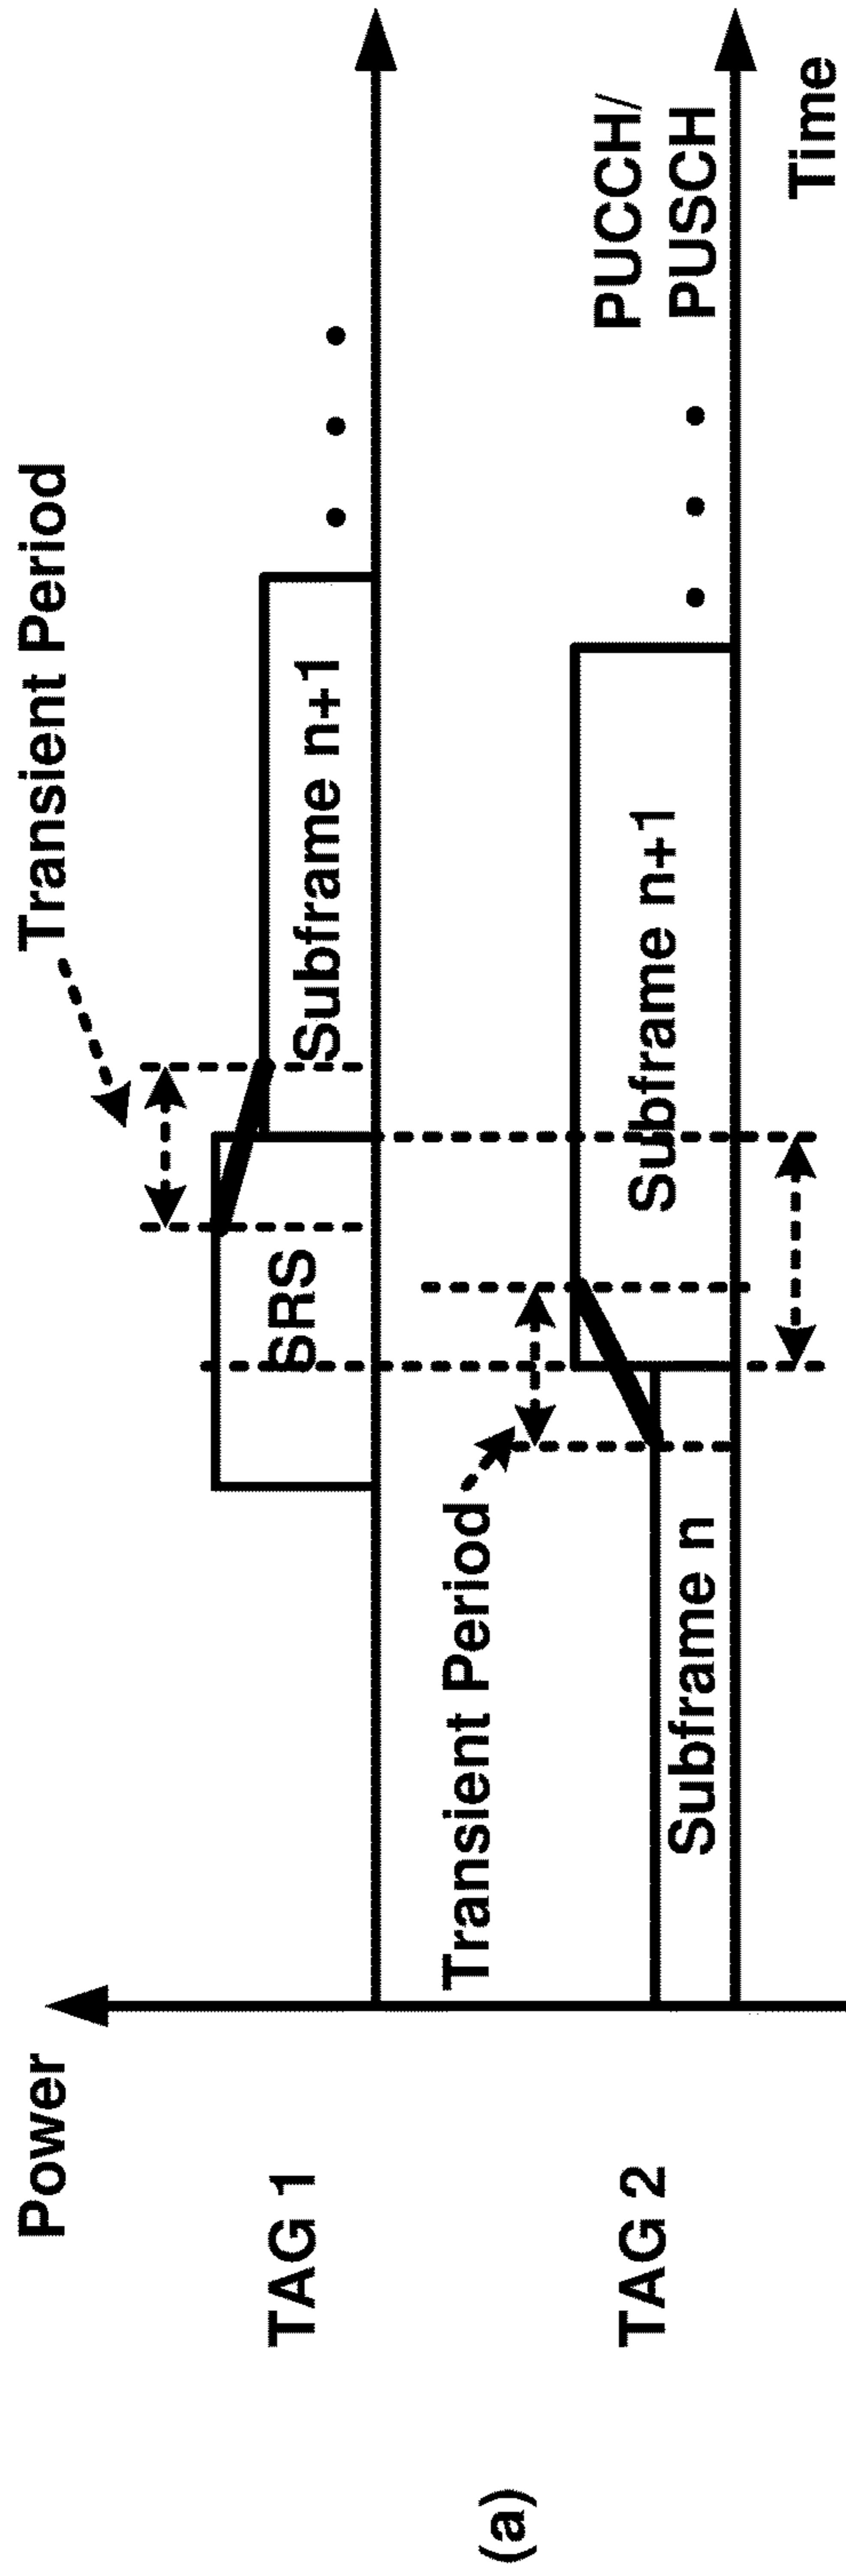 Power
Transient Period
TAG 1
SRS
Subframe n+1
Transient Period
TAG 2
Subframe n
Subframe n+1
PUCCH/
PUSCH
Time
(a)